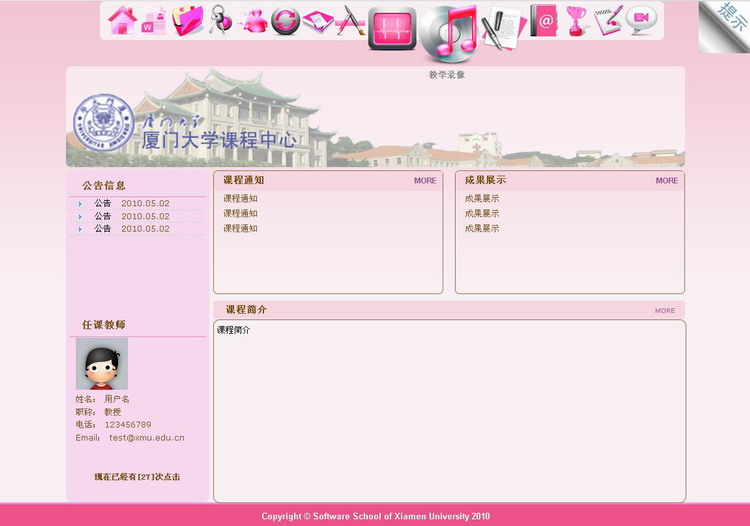 提示
教学录像
厦门大学
厦门大学课程中心
公告信息
公告 2010.05.02
公告 2010.05.02
公告 2010.05.02
课程通知 MORE
课程通知
课程通知
课程通知
成果展示 MORE
成果展示
成果展示
成果展示
课程简介 MORE
课程简介
任课教师
姓名: 用户名
职称: 教授
电话: 123456789
Email: test@xmu.edu.cn
现在已经有[27]次点击
Copyright © Software School of Xiamen University 2010